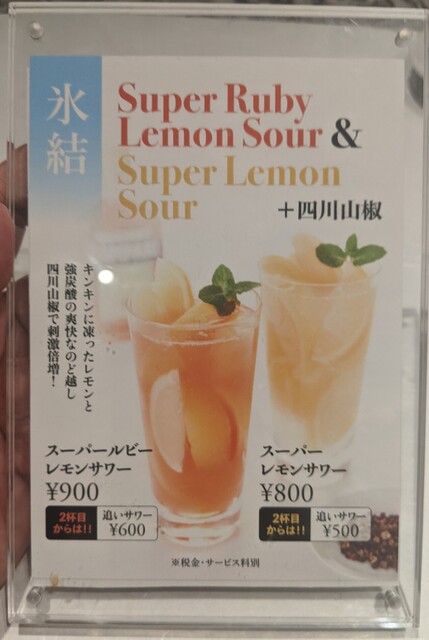 氷結
Super Ruby
Lemon Sour &
Super Lemon
Sour
＋四川山椒
キンキンに凍ったレモンと
強炭酸の爽快なのど越し
四川山椒で刺激倍増！
スーパールビー
レモンサワー
¥900
2杯目
からは!!
追いサワー
¥600
スーパー
レモンサワー
¥800
2杯目
からは!!
追いサワー
¥500
※税金・サービス料別